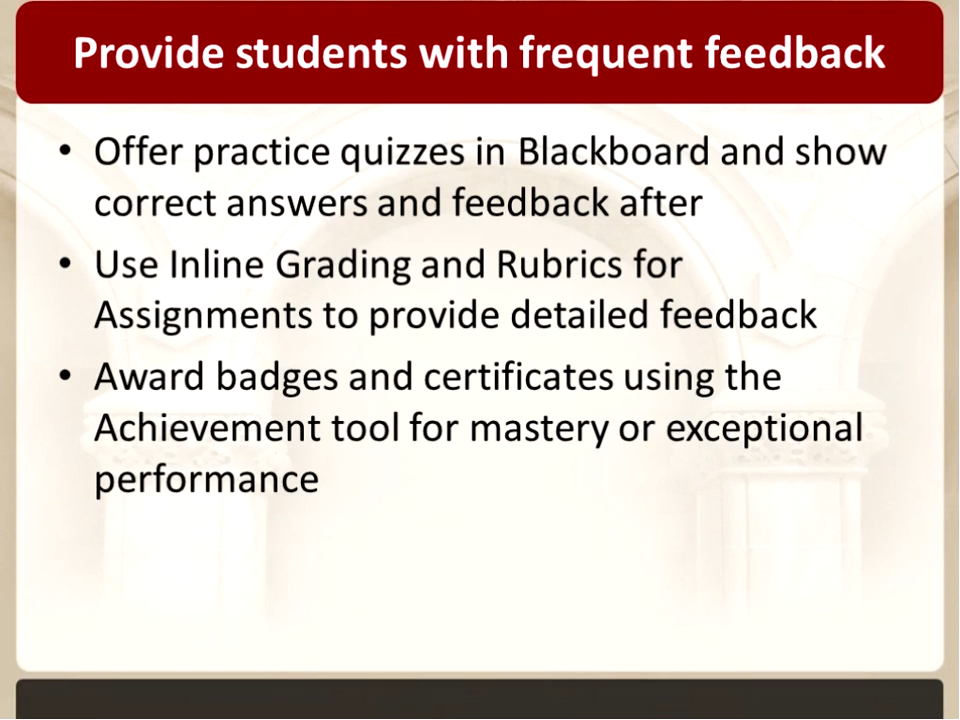 Provide students with frequent feedback
• Offer practice quizzes in Blackboard and show
correct answers and feedback after
• Use Inline Grading and Rubrics for
Assignments to provide detailed feedback
• Award badges and certificates using the
Achievement tool for mastery or exceptional
performance